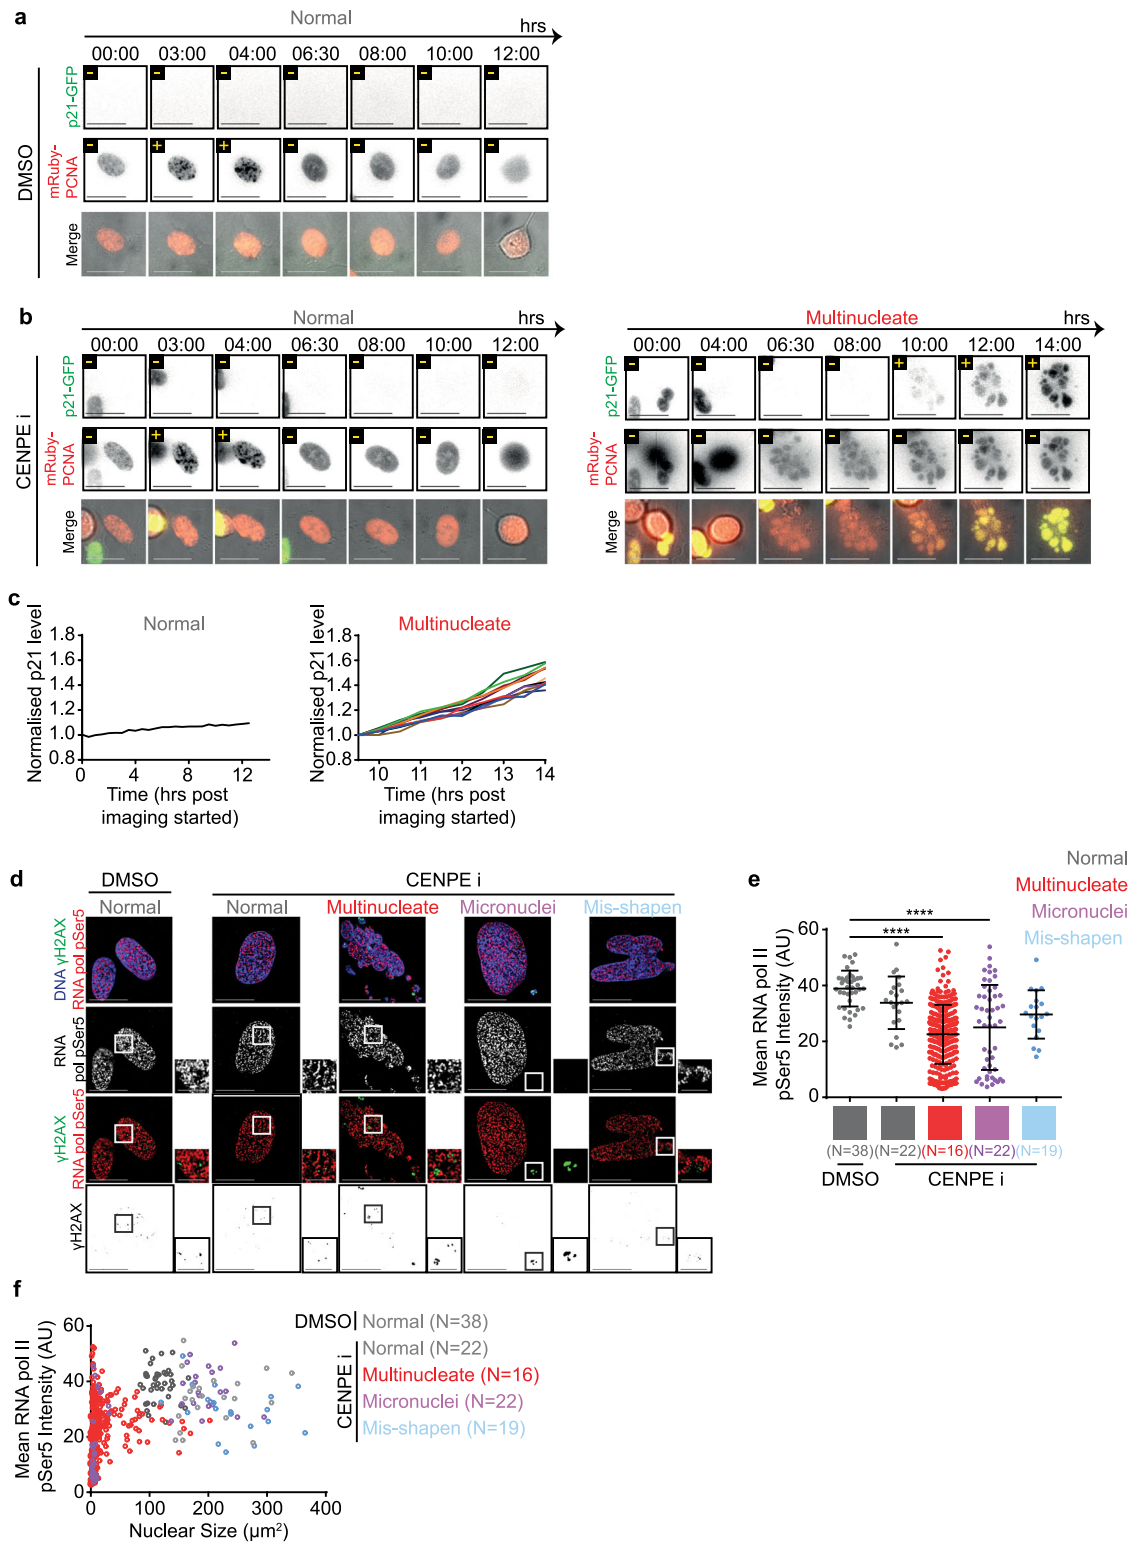 a
Normal
hrs
00:00 03:00 04:00 06:30 08:00 10:00 12:00
DMSO
p21-GFP
- - - - - - -
mRuby-
PCNA
- + + - - - -
Merge
b
Normal
hrs
00:00 03:00 04:00 06:30 08:00 10:00 12:00
CENPE i
p21-GFP
- - - - - - -
mRuby-
PCNA
- + + - - - -
Merge
Multinucleate
hrs
00:00 04:00 06:30 08:00 10:00 12:00 14:00
p21-GFP
- - - - + + +
mRuby-
PCNA
- - - - - - -
Merge
c
Normal
Normalised p21 level
1.8
1.6
1.4
1.2
1.0
0.8
0 4 8 12
Time (hrs post
imaging started)
Multinucleate
Normalised p21 level
1.8
1.6
1.4
1.2
1.0
0.8
10 11 12 13 14
Time (hrs post
imaging started)
d
DMSO
CENPE i
Normal Normal Multinucleate Micronuclei Mis-shapen
DNA γH2AX
RNA pol pSer5
RNA
pol pSer5
γH2AX
RNA pol pSer5
γH2AX
e
Normal
Multinucleate
Micronuclei
Mis-shapen
Mean RNA pol II
pSer5 Intensity (AU)
60
40
20
0
****
****
(N=38) (N=22) (N=16) (N=22) (N=19)
DMSO CENPE i
f
Mean RNA pol II
pSer5 Intensity (AU)
60
40
20
0
0 100 200 300 400
Nuclear Size (µm²)
DMSO Normal (N=38)
CENPE i
Normal (N=22)
Multinucleate (N=16)
Micronuclei (N=22)
Mis-shapen (N=19)